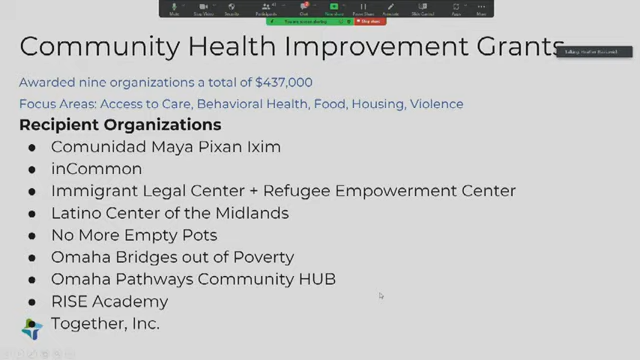 Community Health Improvement Grants
Awarded nine organizations a total of $437,000
Focus Areas: Access to Care, Behavioral Health, Food, Housing, Violence
Recipient Organizations
Comunidad Maya Pixan Ixim
inCommon
Immigrant Legal Center + Refugee Empowerment Center
Latino Center of the Midlands
No More Empty Pots
Omaha Bridges out of Poverty
Omaha Pathways Community HUB
RISE Academy
Together, Inc.